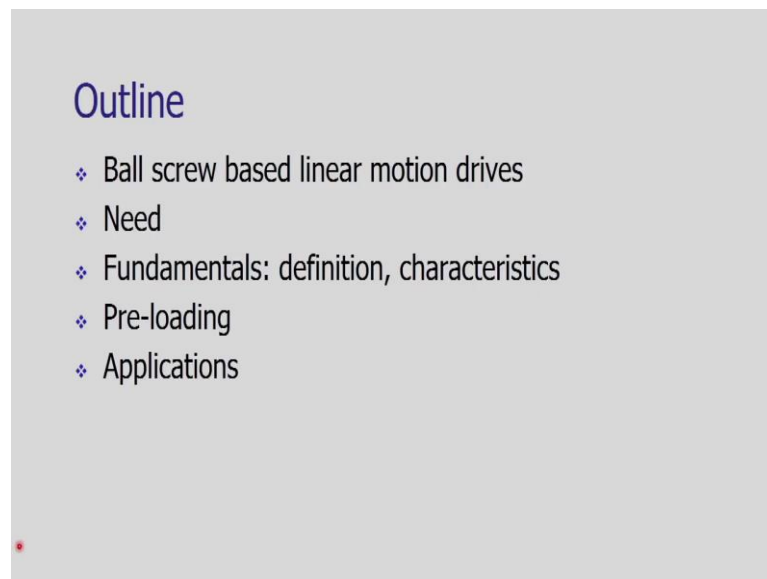 Outline
Ball screw based linear motion drives
Need
Fundamentals: definition, characteristics
Pre-loading
Applications